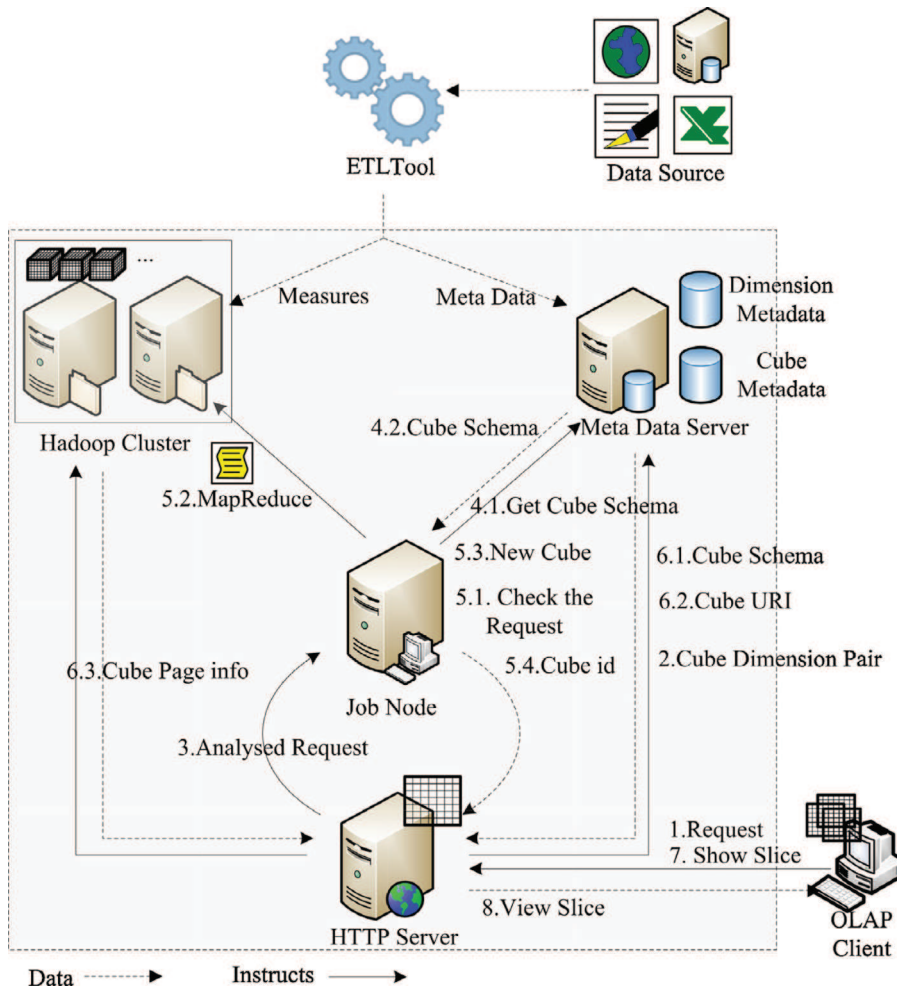 ETLTool
Data Source
Measures
Meta Data
Dimension
Metadata
Cube
Metadata
...
Hadoop Cluster
Meta Data Server
4.2.Cube Schema
5.2.MapReduce
4.1.Get Cube Schema
5.3.New Cube
6.1.Cube Schema
5.1. Check the
Request
6.2.Cube URI
6.3.Cube Page info
5.4.Cube id
2.Cube Dimension Pair
Job Node
3.Analysed Request
1.Request
7. Show Slice
8.View Slice
HTTP Server
OLAP
Client
Data
Instructs